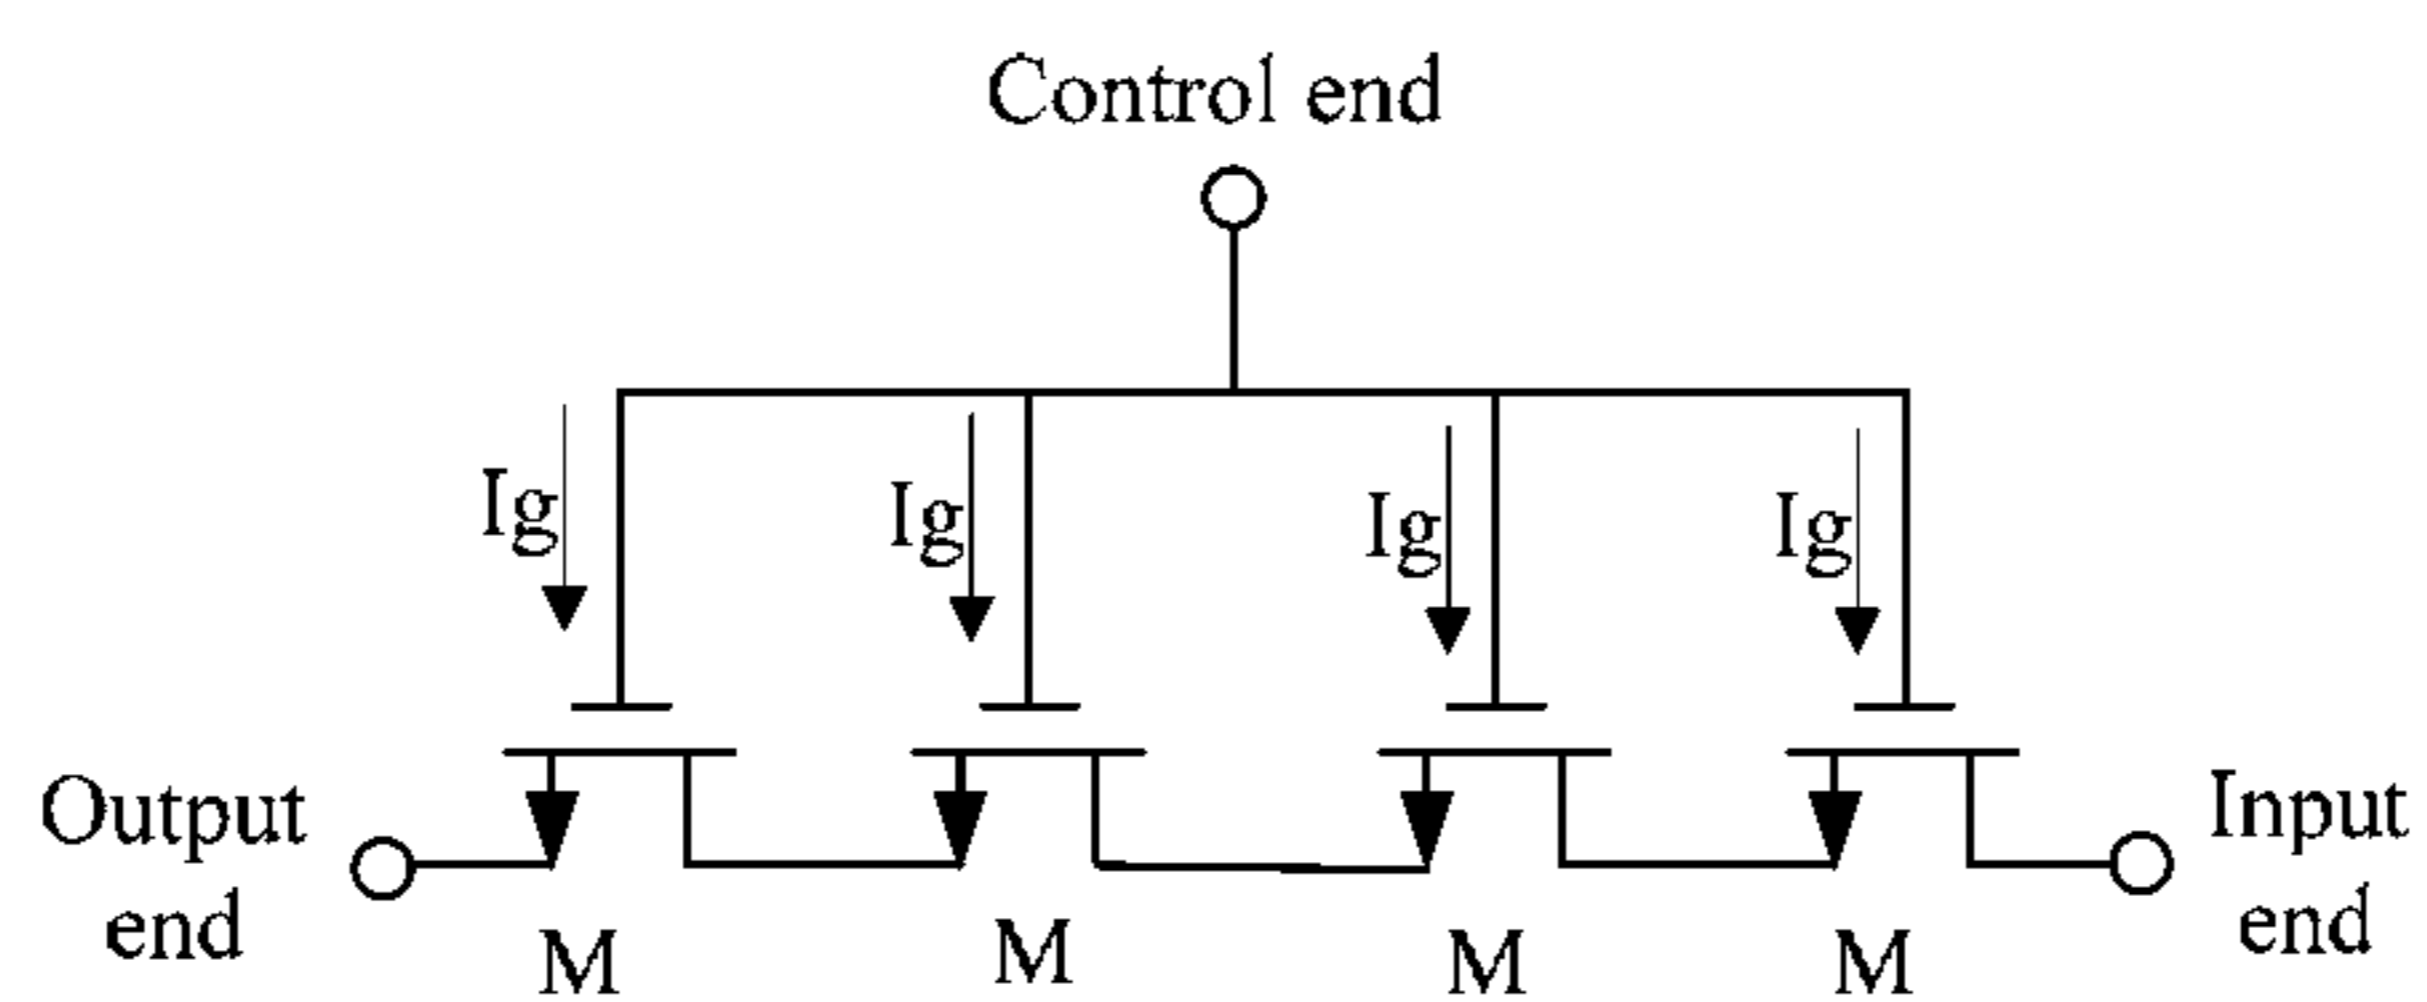 Control end
Ig
Ig
Ig
Ig
Output
end
Input
end
M
M
M
M